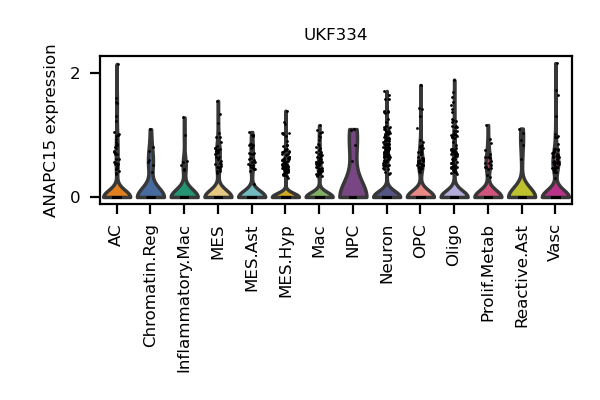 UKF334
ANAPC15 expression
2
0
AC
Chromatin.Reg
Inflammatory.Mac
MES
MES.Ast
MES.Hyp
Mac
NPC
Neuron
OPC
Oligo
Prolif.Metab
Reactive.Ast
Vasc